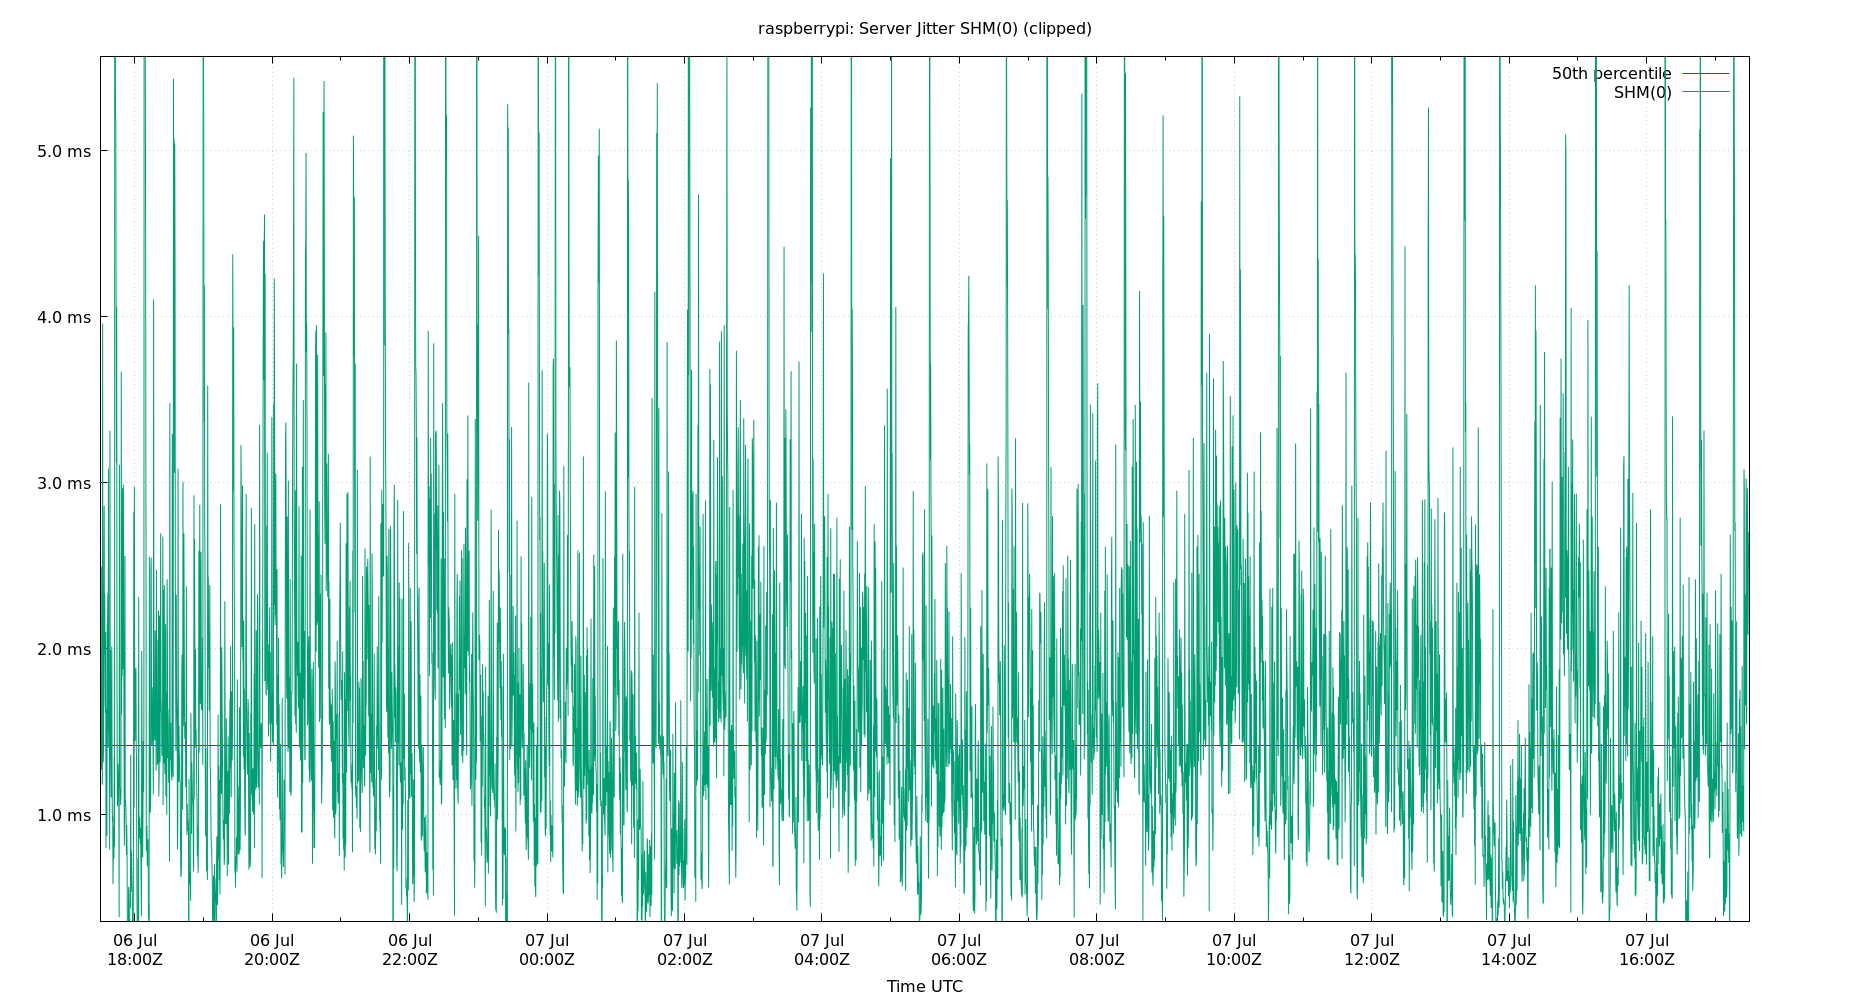 raspberrypi: Server Jitter SHM(0) (clipped)
50th percentile
SHM(0)
5.0 ms
4.0 ms
3.0 ms
2.0 ms
1.0 ms
06 Jul 06 Jul 06 Jul 07 Jul 07 Jul 07 Jul 07 Jul 07 Jul 07 Jul 07 Jul 07 Jul 07 Jul
18:00Z 20:00Z 22:00Z 00:00Z 02:00Z 04:00Z 06:00Z 08:00Z 10:00Z 12:00Z 14:00Z 16:00Z
Time UTC